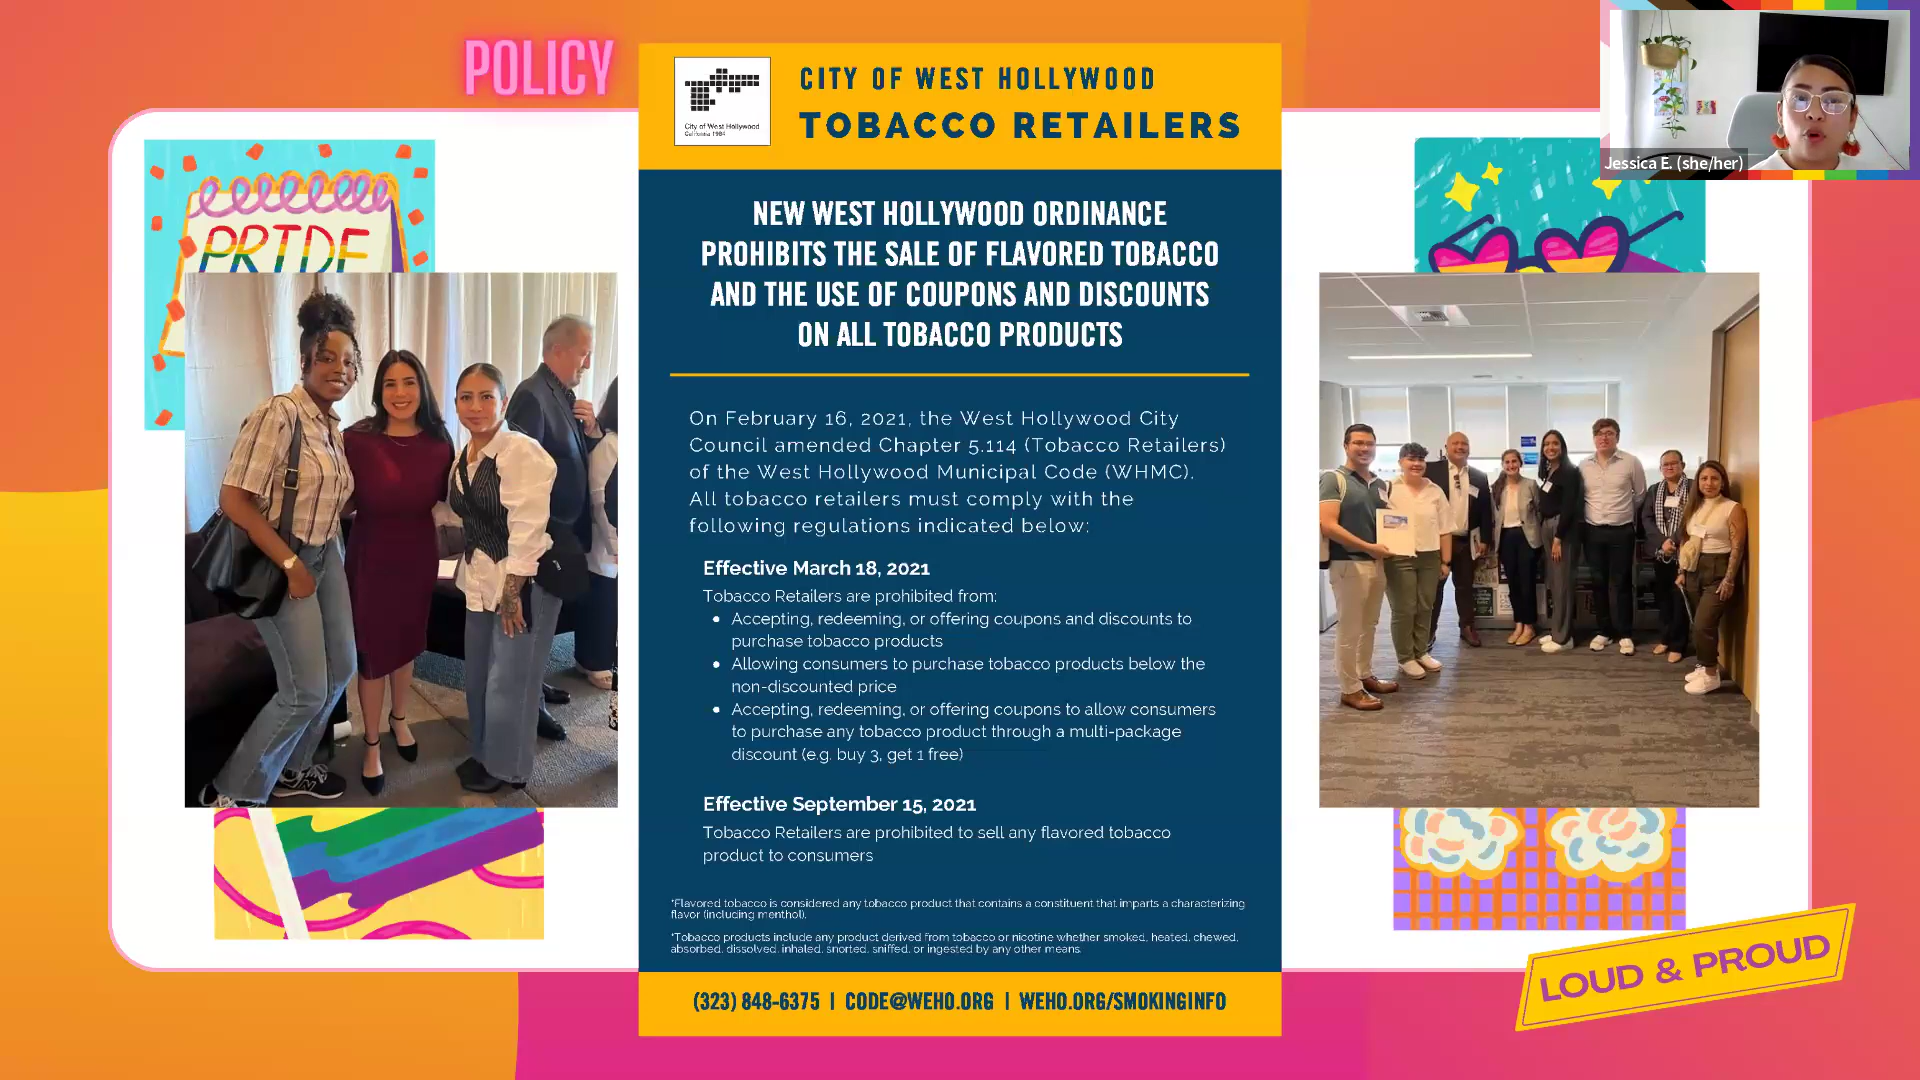 POLICY
City of West Hollywood
California 1984
CITY OF WEST HOLLYWOOD
TOBACCO RETAILERS
Jessica E. (she/her)
PRIDE
NEW WEST HOLLYWOOD ORDINANCE
PROHIBITS THE SALE OF FLAVORED TOBACCO
AND THE USE OF COUPONS AND DISCOUNTS
ON ALL TOBACCO PRODUCTS
On February 16, 2021, the West Hollywood City
Council amended Chapter 5.114 (Tobacco Retailers)
of the West Hollywood Municipal Code (WHMC).
All tobacco retailers must comply with the
following regulations indicated below:
Effective March 18, 2021
Tobacco Retailers are prohibited from:
• Accepting, redeeming, or offering coupons and discounts to
purchase tobacco products
• Allowing consumers to purchase tobacco products below the
non-discounted price
• Accepting, redeeming, or offering coupons to allow consumers
to purchase any tobacco product through a multi-package
discount (e.g. buy 3, get 1 free)
Effective September 15, 2021
Tobacco Retailers are prohibited to sell any flavored tobacco
product to consumers
*Flavored tobacco is considered any tobacco product that contains a constituent that imparts a characterizing
flavor (including menthol).
*Tobacco products include any product derived from tobacco or nicotine whether smoked, heated, chewed,
absorbed, dissolved, inhaled, snorted, sniffed, or ingested by any other means.
(323) 848-6375 | CODE@WEHO.ORG | WEHO.ORG/SMOKINGINFO
LOUD & PROUD